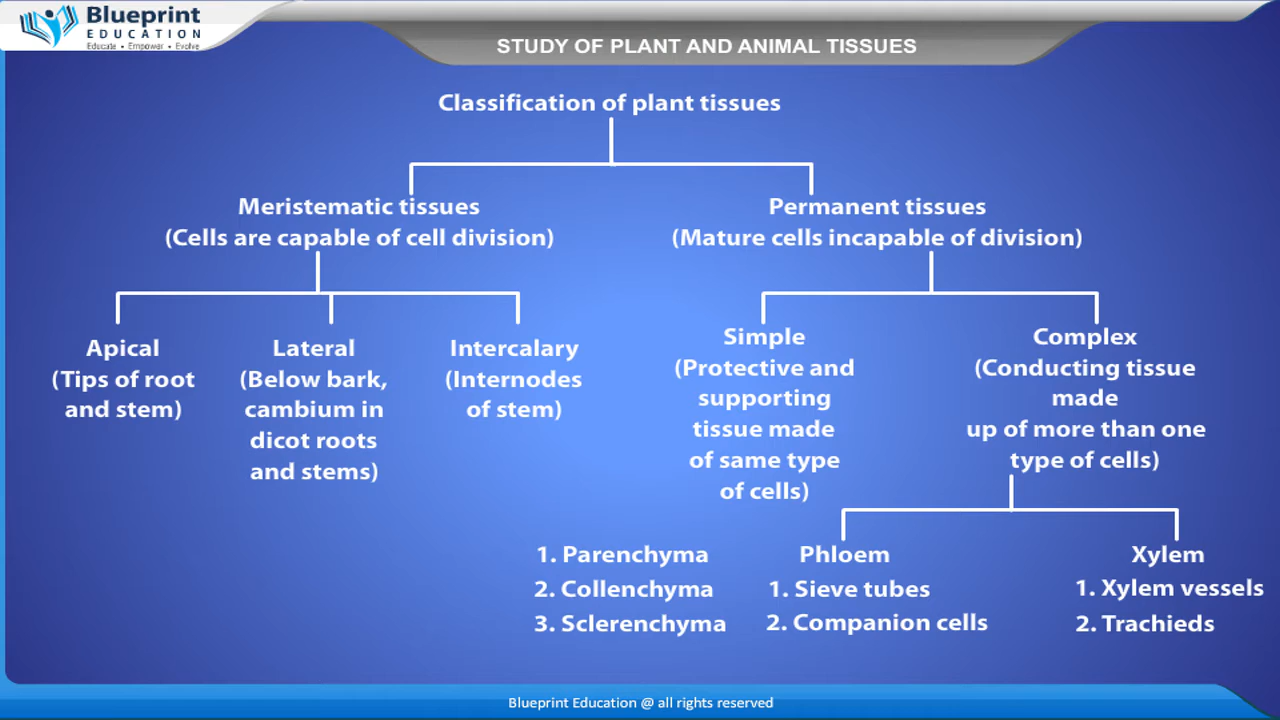 Blueprint
EDUCATION
Educate • Empower • Evolve
STUDY OF PLANT AND ANIMAL TISSUES
Classification of plant tissues
Meristematic tissues
(Cells are capable of cell division)
Permanent tissues
(Mature cells incapable of division)
Apical
(Tips of root
and stem)
Lateral
(Below bark,
cambium in
dicot roots
and stems)
Intercalary
(Internodes
of stem)
Simple
(Protective and
supporting
tissue made
of same type
of cells)
Complex
(Conducting tissue
made
up of more than one
type of cells)
1. Parenchyma
2. Collenchyma
3. Sclerenchyma
Phloem
1. Sieve tubes
2. Companion cells
Xylem
1. Xylem vessels
2. Trachieds
Blueprint Education @ all rights reserved